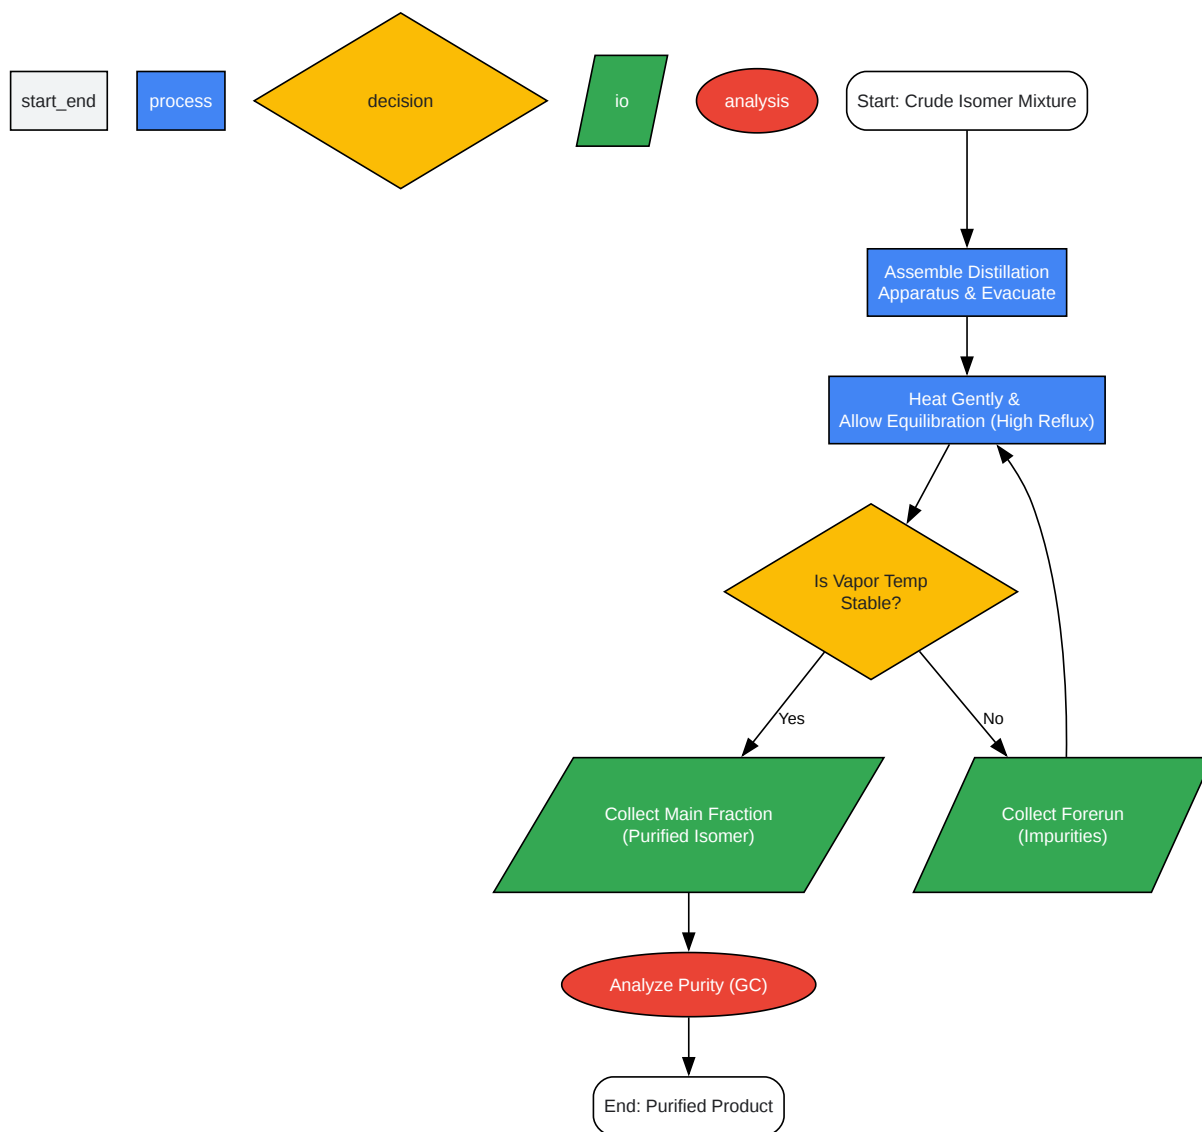 start_end
process
decision
io
analysis
Start: Crude Isomer Mixture
Assemble Distillation
Apparatus & Evacuate
Heat Gently &
Allow Equilibration (High Reflux)
Is Vapor Temp
Stable?
Yes
No
Collect Main Fraction
(Purified Isomer)
Collect Forerun
(Impurities)
Analyze Purity (GC)
End: Purified Product